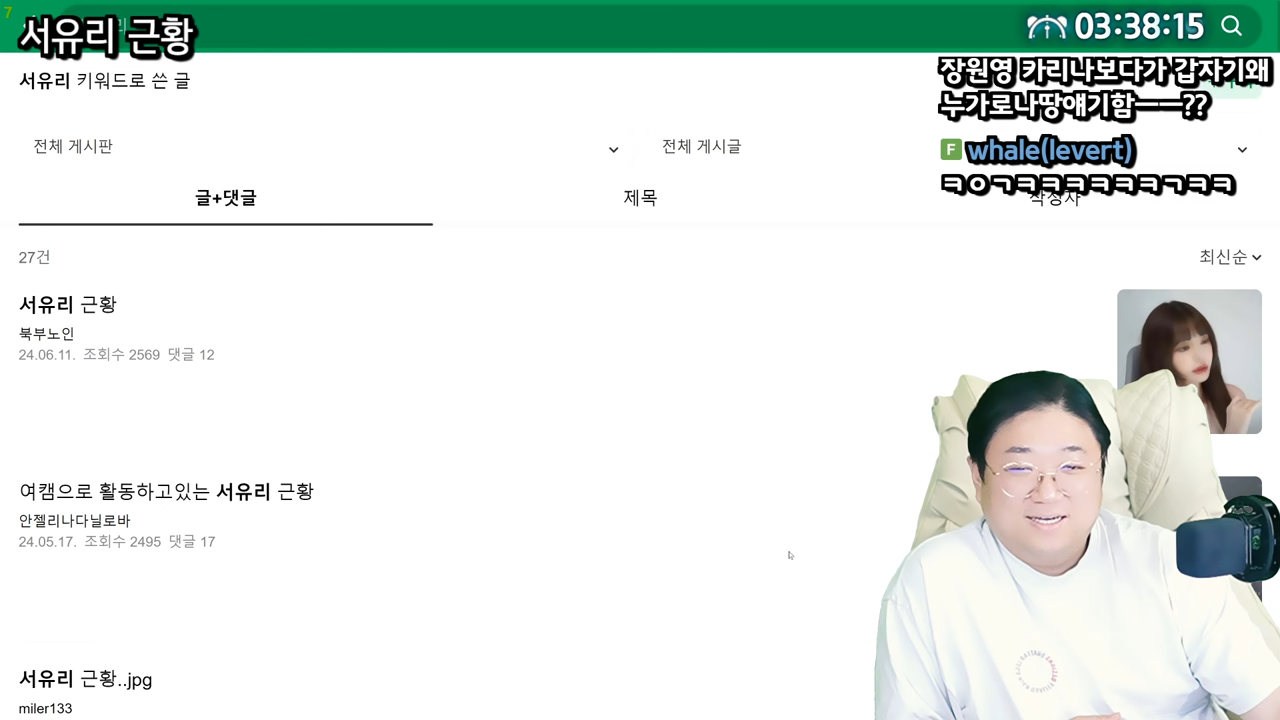 7
서유리 근황
03:38:15
서유리 키워드로 쓴 글
장원영 카리나보다가 갑자기왜
누가로나땅얘기함ㅡㅡ??
전체 게시판
전체 게시글
F whale(levert)
ㅋㅇㄱㅋㅋㅋㅋㅋㅋㄱㅋㅋ
글+댓글
제목
작성자
27건
최신순
서유리 근황
북부노인
24.06.11. 조회수 2569 댓글 12
여캠으로 활동하고있는 서유리 근황
안젤리나다닐로바
24.05.17. 조회수 2495 댓글 17
서유리 근황..jpg
miler133